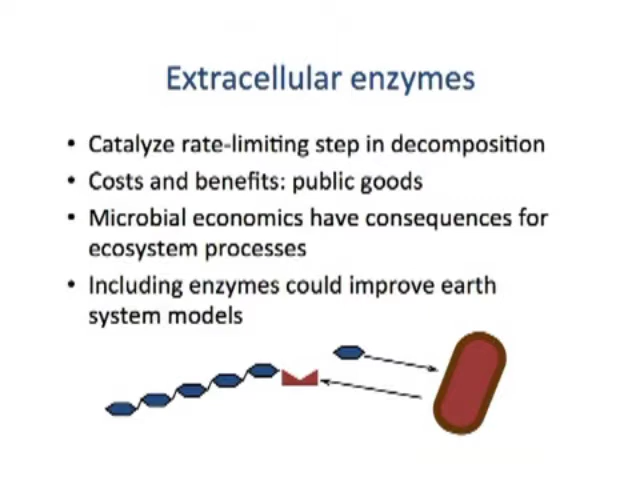 Extracellular enzymes
• Catalyze rate-limiting step in decomposition
• Costs and benefits: public goods
• Microbial economics have consequences for
ecosystem processes
• Including enzymes could improve earth
system models